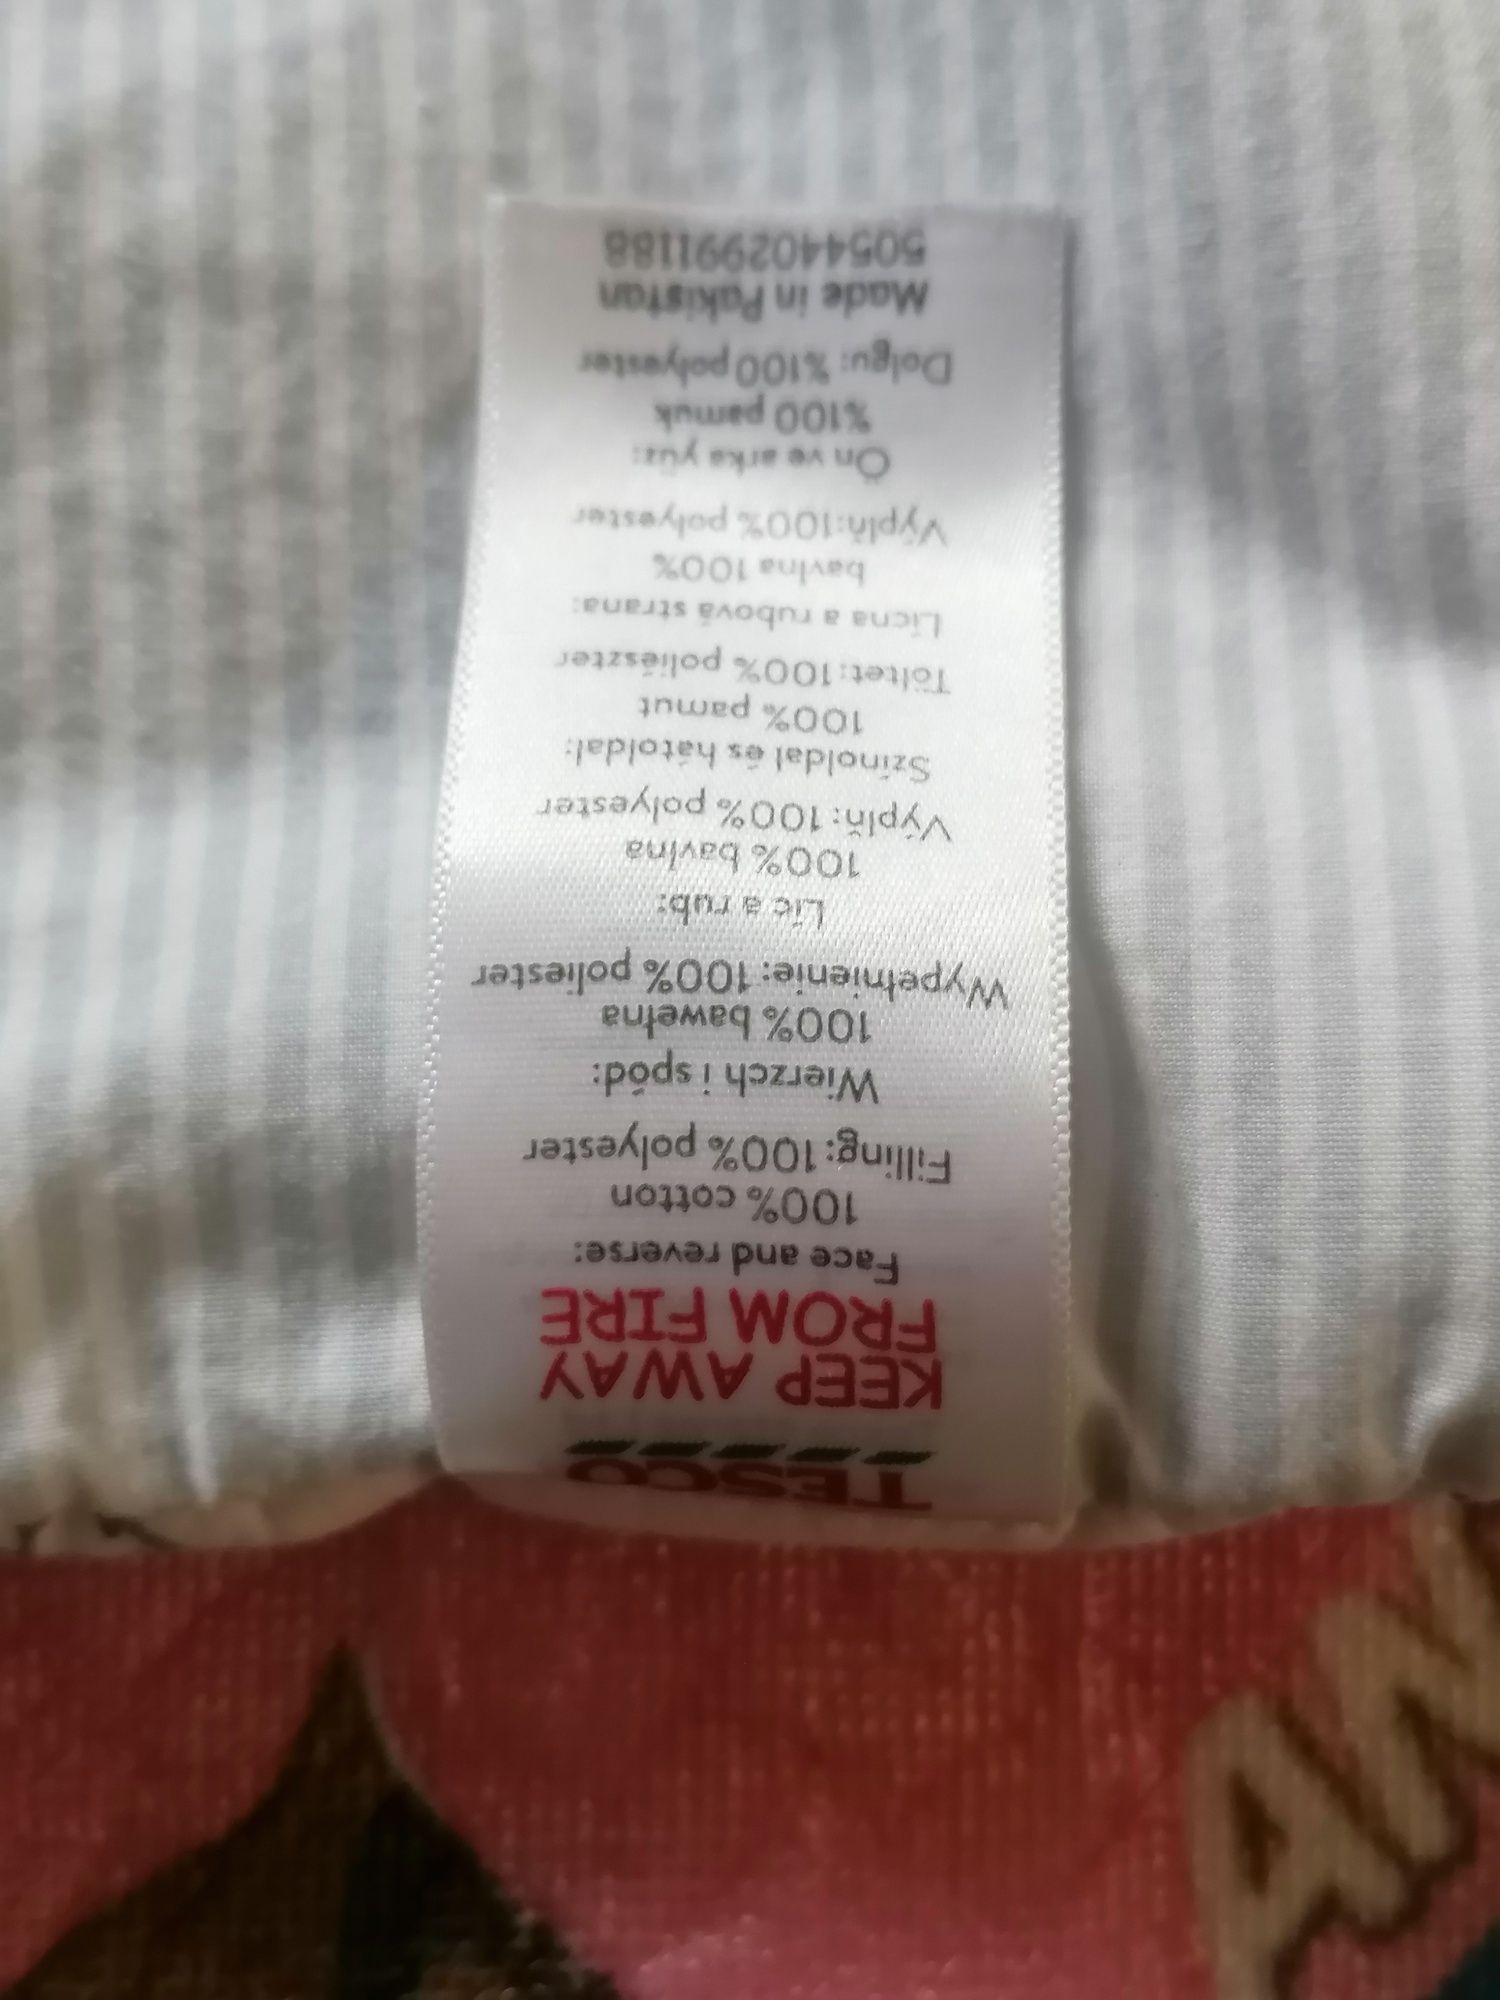 TESCO
KEEP AWAY
FROM FIRE
Face and reverse:
100% cotton
Filling: 100% polyester
Wierzch i spód:
100% bawełna
Wypełnienie: 100% poliester
Líc a rub:
100% bavlna
Výplň: 100% polyester
Színoldal és hátoldal:
100% pamut
Töltet: 100% poliészter
Lícna a rubová strana:
bavlna 100%
Výplň:100% polyester
Ön ve arka yüz:
%100 pamuk
Dolgu: %100 polyester
Made in Pakistan
5054402991188